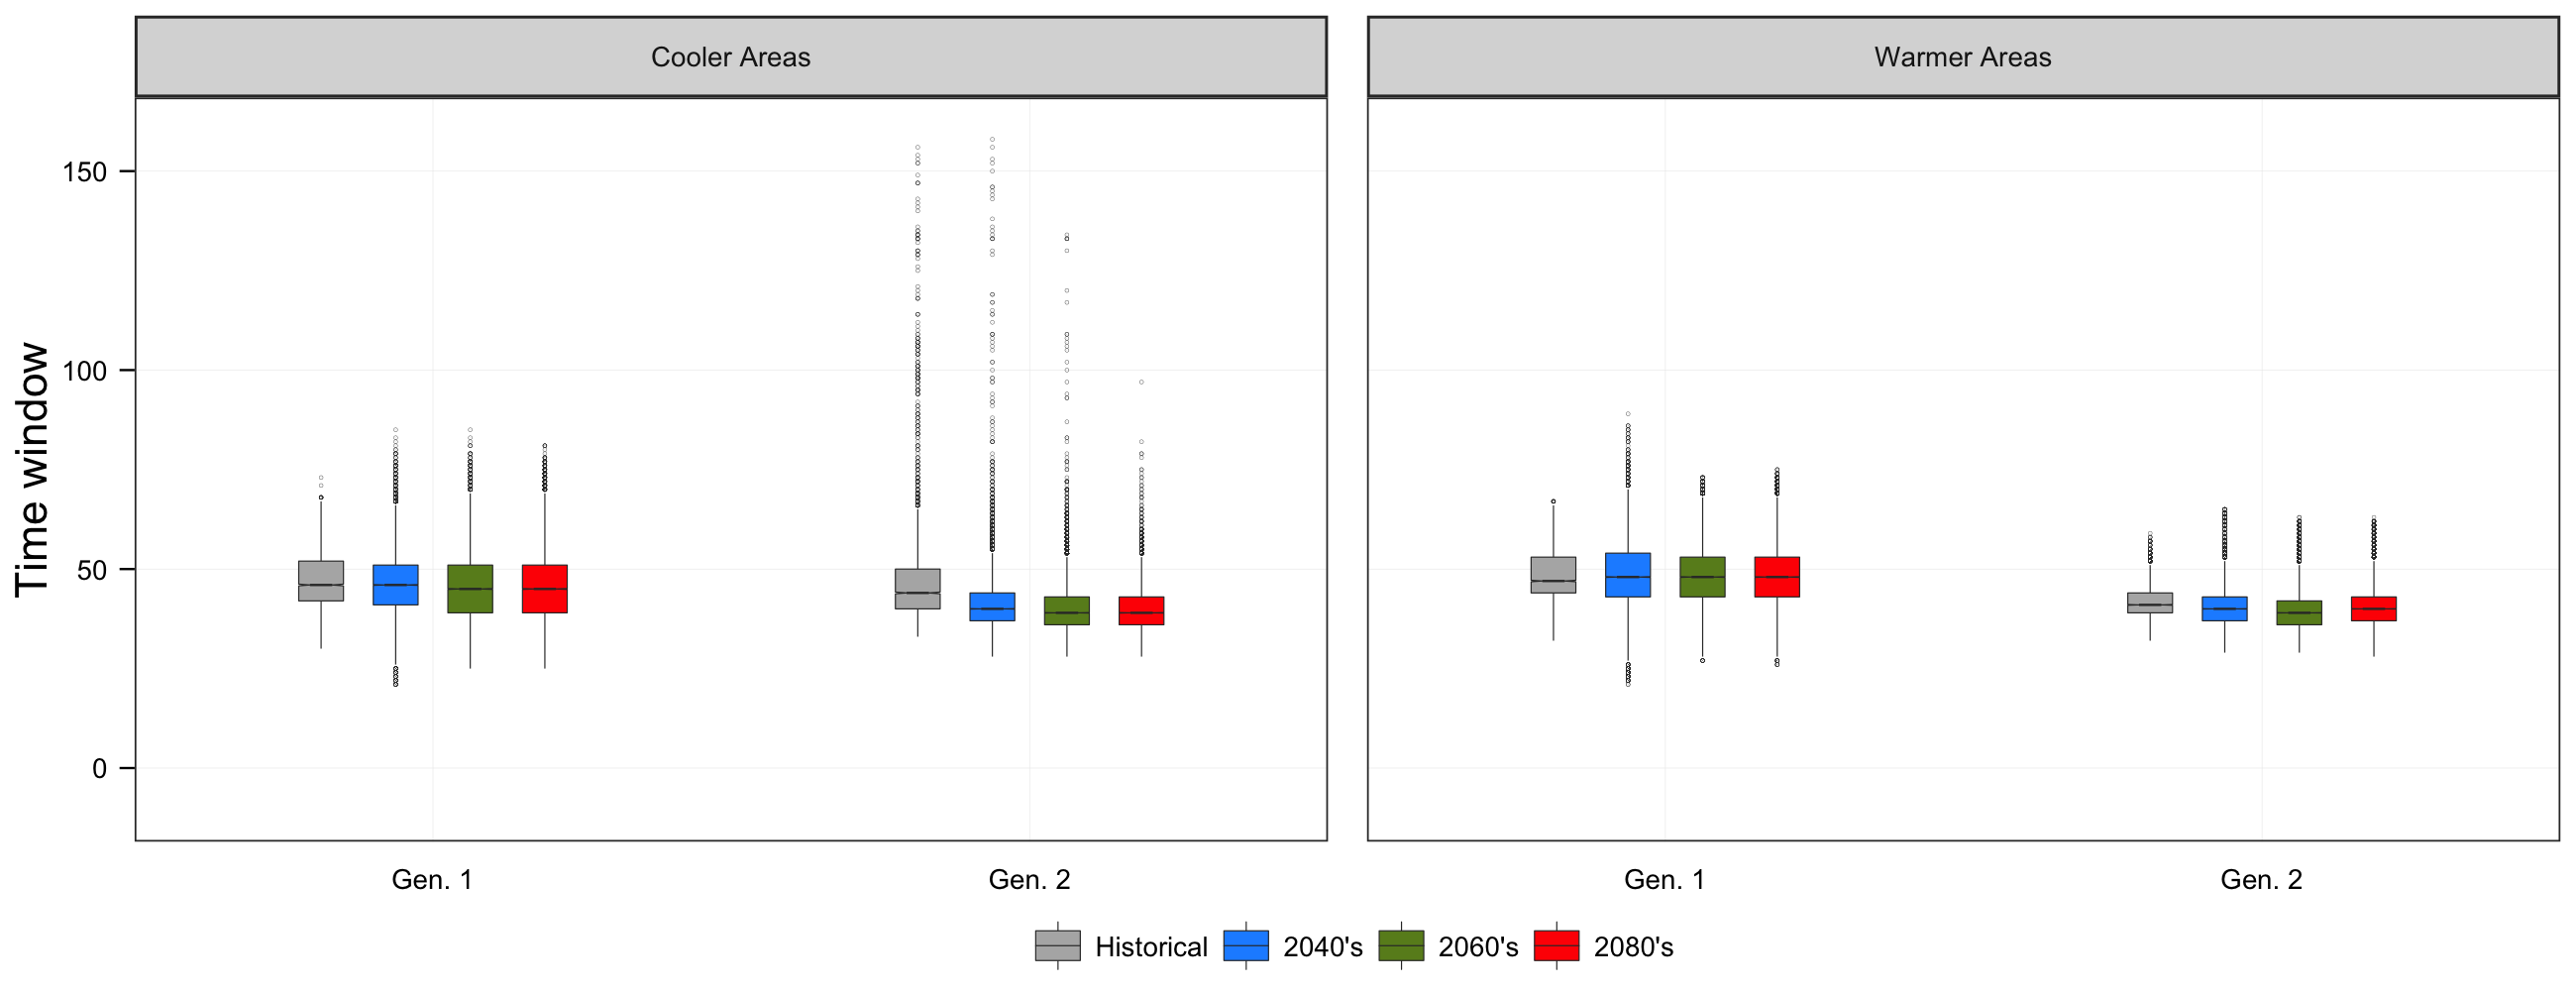 Cooler Areas
Warmer Areas
Time window
150
100
50
0
Gen. 1
Gen. 2
Gen. 1
Gen. 2
Historical
2040's
2060's
2080's